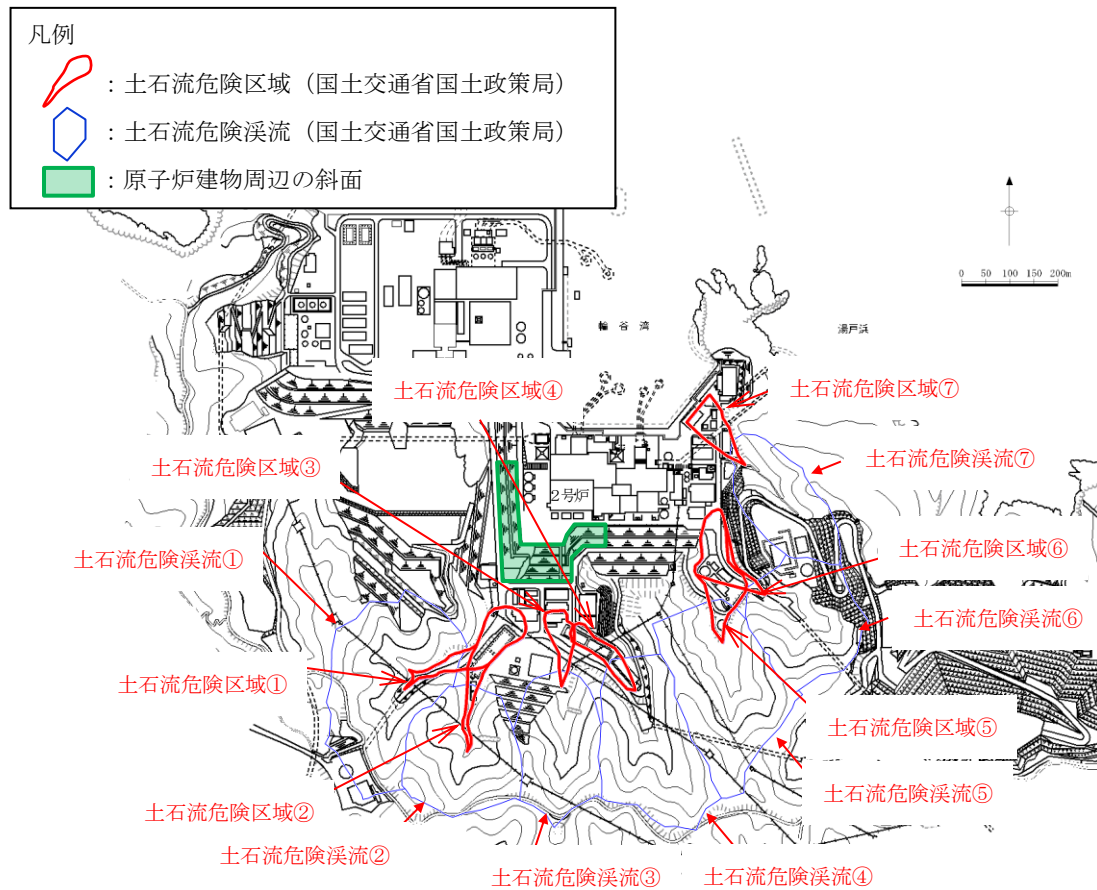 凡例
：土石流危険区域（国土交通省国土政策局）
：土石流危険渓流（国土交通省国土政策局）
：原子炉建物周辺の斜面
0 50 100 150 200m
輪谷湾
湯戸浜
土石流危険区域④
土石流危険区域⑦
土石流危険区域③
土石流危険渓流⑦
2号炉
土石流危険渓流①
土石流危険区域⑥
土石流危険渓流⑥
土石流危険区域①
土石流危険区域⑤
土石流危険区域②
土石流危険渓流⑤
土石流危険渓流②
土石流危険渓流③
土石流危険渓流④